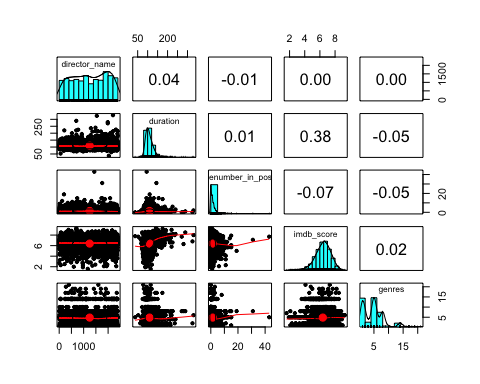 50 200
2 4 6 8
director_name
0.04
-0.01
0.00
0.00
0 1500
50 250
duration
0.01
0.38
-0.05
enumber_in_pos
-0.07
-0.05
0 20
2 6
imdb_score
0.02
genres
5 15
0 1000
0 20 40
5 15